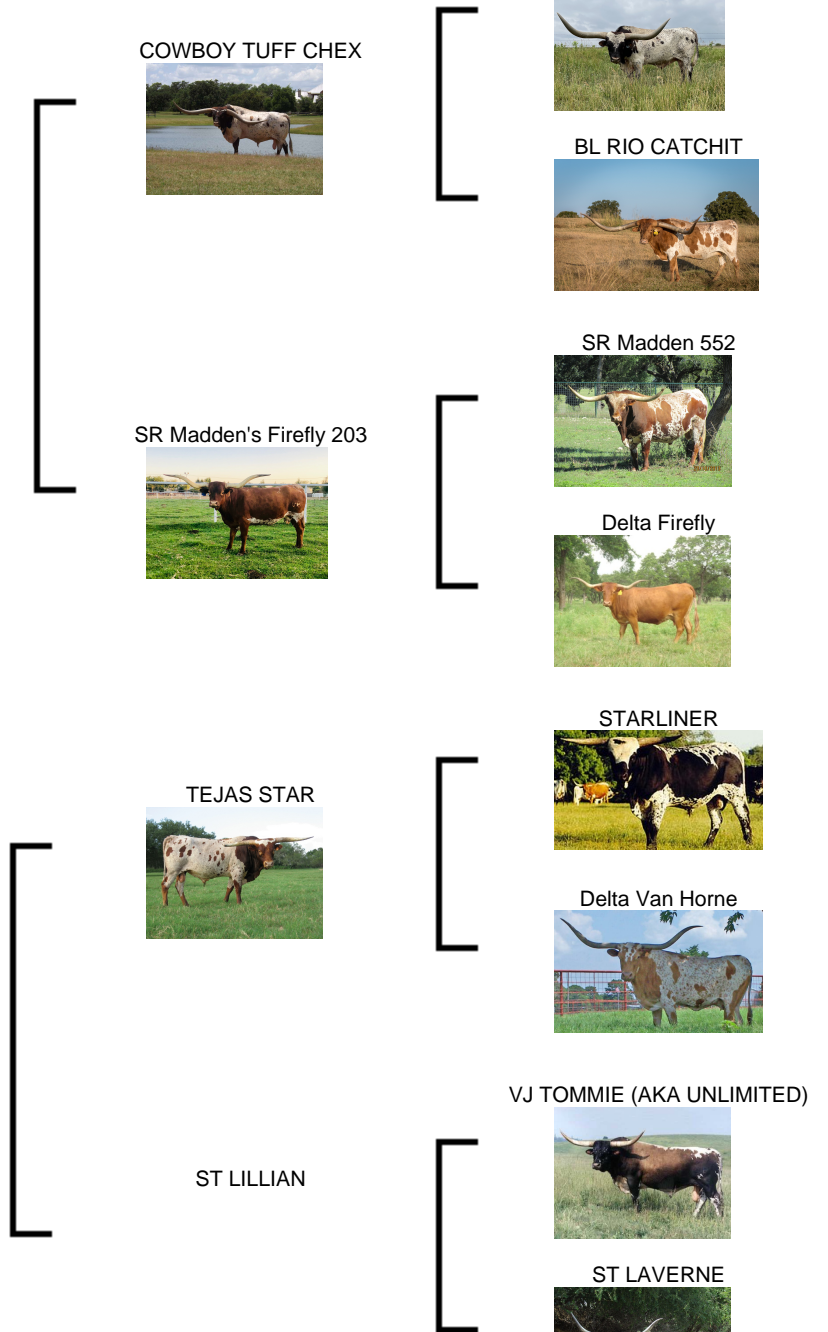 COWBOY TUFF CHEX
BL RIO CATCHIT
SR Madden 552
SR Madden's Firefly 203
Delta Firefly
STARLINER
TEJAS STAR
Delta Van Horne
VJ TOMMIE (AKA UNLIMITED)
ST LILLIAN
ST LAVERNE